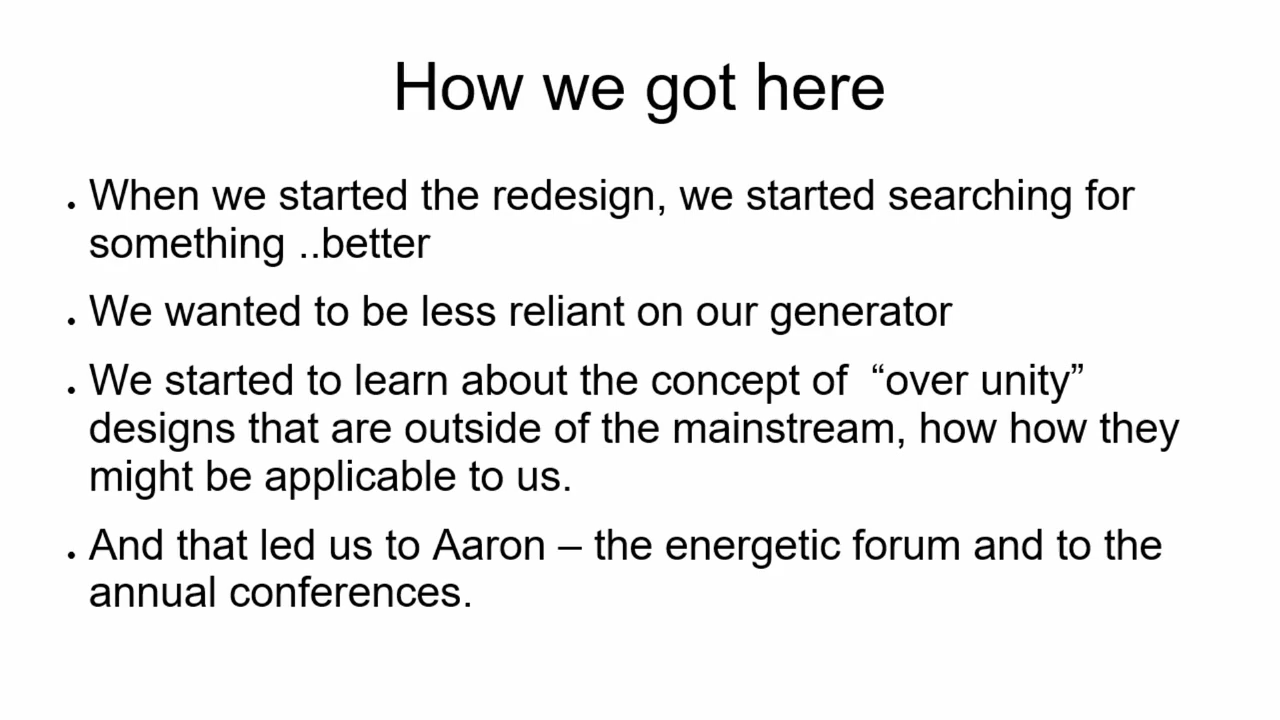 How we got here
• When we started the redesign, we started searching for
something ..better
• We wanted to be less reliant on our generator
• We started to learn about the concept of  “over unity”
designs that are outside of the mainstream, how how they
might be applicable to us.
• And that led us to Aaron – the energetic forum and to the
annual conferences.